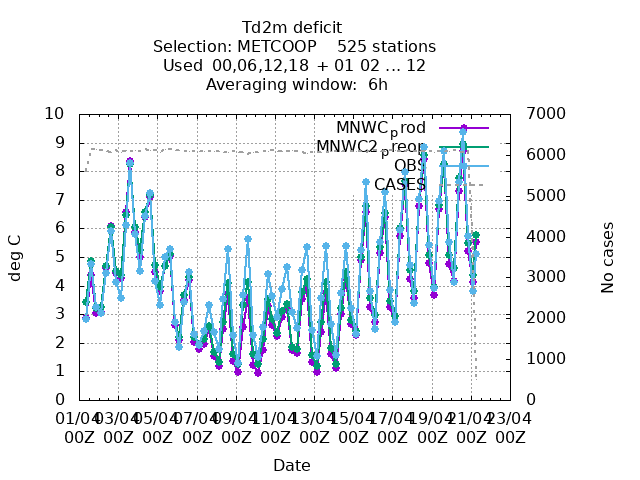 Td2m deficit
Selection: METCOOP    525 stations
Used  00,06,12,18 + 01 02 ... 12
Averaging window:  6h
10
9
8
7
6
5
4
3
2
1
0
7000
6000
5000
4000
3000
2000
1000
0
MNWCprod
MNWC2preop
OBS
CASES
deg C
No cases
01/04 03/04 05/04 07/04 09/04 11/04 13/04 15/04 17/04 19/04 21/04 23/04
00Z 00Z 00Z 00Z 00Z 00Z 00Z 00Z 00Z 00Z 00Z 00Z
Date